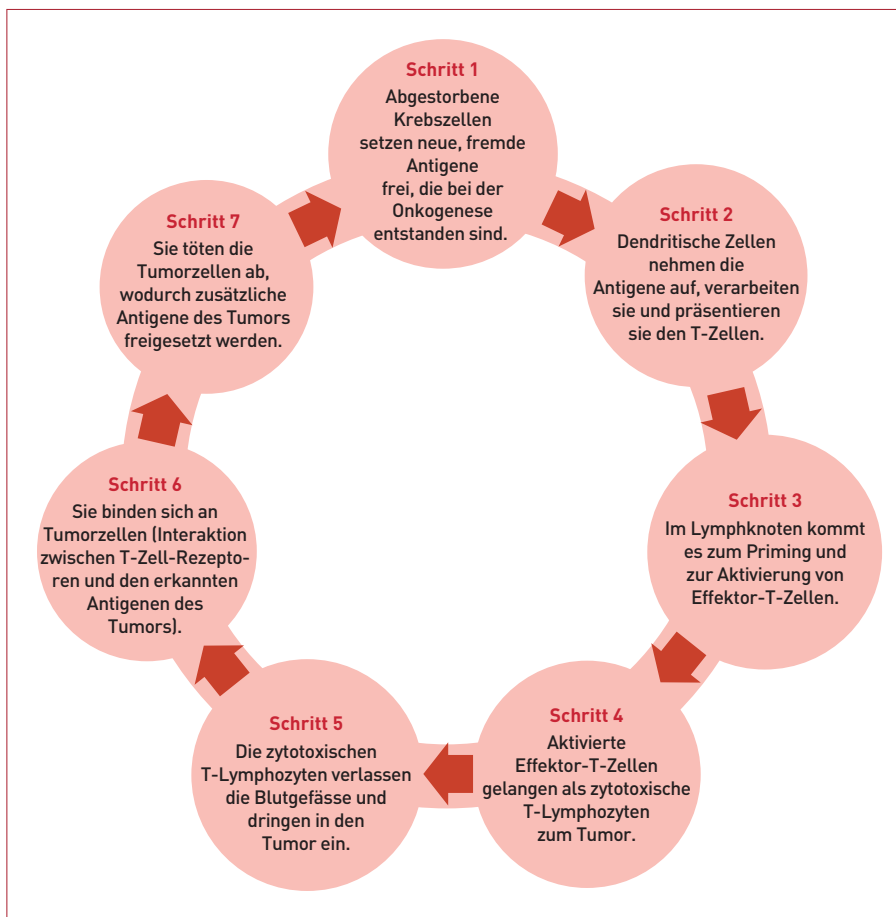 Schritt 1
Abgestorbene
Krebszellen
setzen neue, fremde
Antigene
frei, die bei der
Onkogenese
entstanden sind.
Schritt 2
Dendritische Zellen
nehmen die
Antigene auf, verarbeiten
sie und präsentieren
sie den T-Zellen.
Schritt 3
Im Lymphknoten kommt
es zum Priming und
zur Aktivierung von
Effektor-T-Zellen.
Schritt 4
Aktivierte
Effektor-T-Zellen
gelangen als zytotoxische
T-Lymphozyten
zum Tumor.
Schritt 5
Die zytotoxischen
T-Lymphozyten verlassen
die Blutgefässe und
dringen in den
Tumor ein.
Schritt 6
Sie binden sich an
Tumorzellen (Interaktion
zwischen T-Zell-Rezepto-
ren und den erkannten
Antigenen des
Tumors).
Schritt 7
Sie töten die
Tumorzellen ab,
wodurch zusätzliche
Antigene des Tumors
freigesetzt werden.